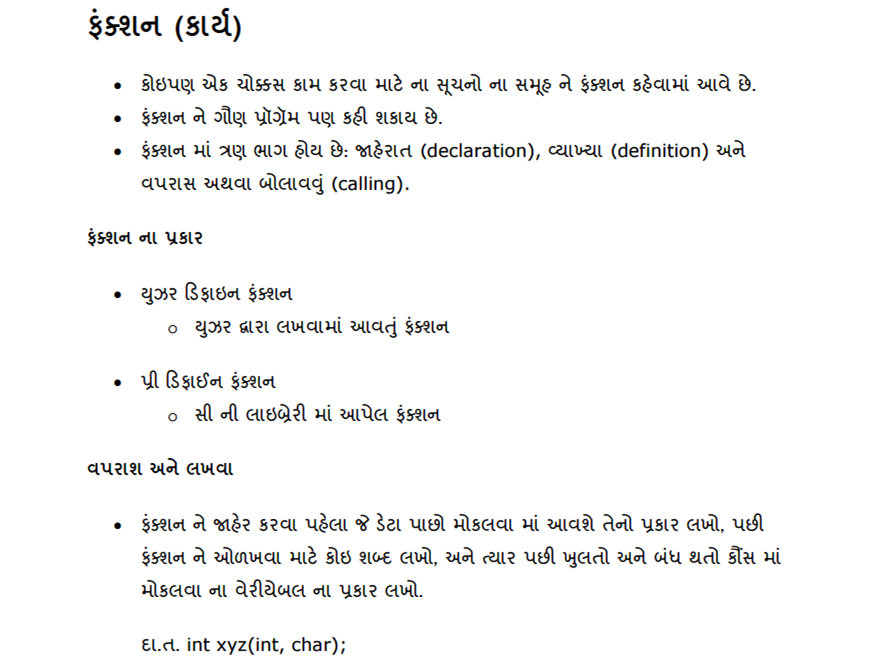 ફંક્શન (કાર્ય)
• કોઇપણ એક ચોક્કસ કામ કરવા માટે ના સૂચનો ના સમૂહ ને ફંક્શન કહેવામાં આવે છે.
• ફંક્શન ને ગૌણ પ્રૉગ્રૅમ પણ કહી શકાય છે.
• ફંક્શન માં ત્રણ ભાગ હોય છે: જાહેરાત (declaration), વ્યાખ્યા (definition) અને
વપરાસ અથવા બોલાવવું (calling).
ફંક્શન ના પ્રકાર
• યુઝર ડિફાઇન ફંક્શન
o યુઝર દ્વારા લખવામાં આવતું ફંક્શન
• પ્રી ડિફાઈન ફંક્શન
o સી ની લાઇબ્રેરી માં આપેલ ફંક્શન
વપરાશ અને લખવા
• ફંક્શન ને જાહેર કરવા પહેલા જે ડેટા પાછો મોકલવા માં આવશે તેનો પ્રકાર લખો, પછી
ફંક્શન ને ઓળખવા માટે કોઇ શબ્દ લખો, અને ત્યાર પછી ખુલતો અને બંધ થતો કૌંસ માં
મોકલવા ના વેરીયેબલ ના પ્રકાર લખો.
દા.ત. int xyz(int, char);